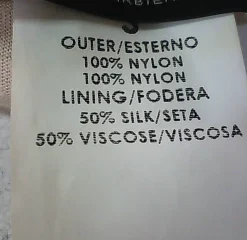 OUTER/ESTERNO
100% NYLON
100% NYLON
LINING/FODERA
50% SILK/SETA
50% VISCOSE/VISCOSA